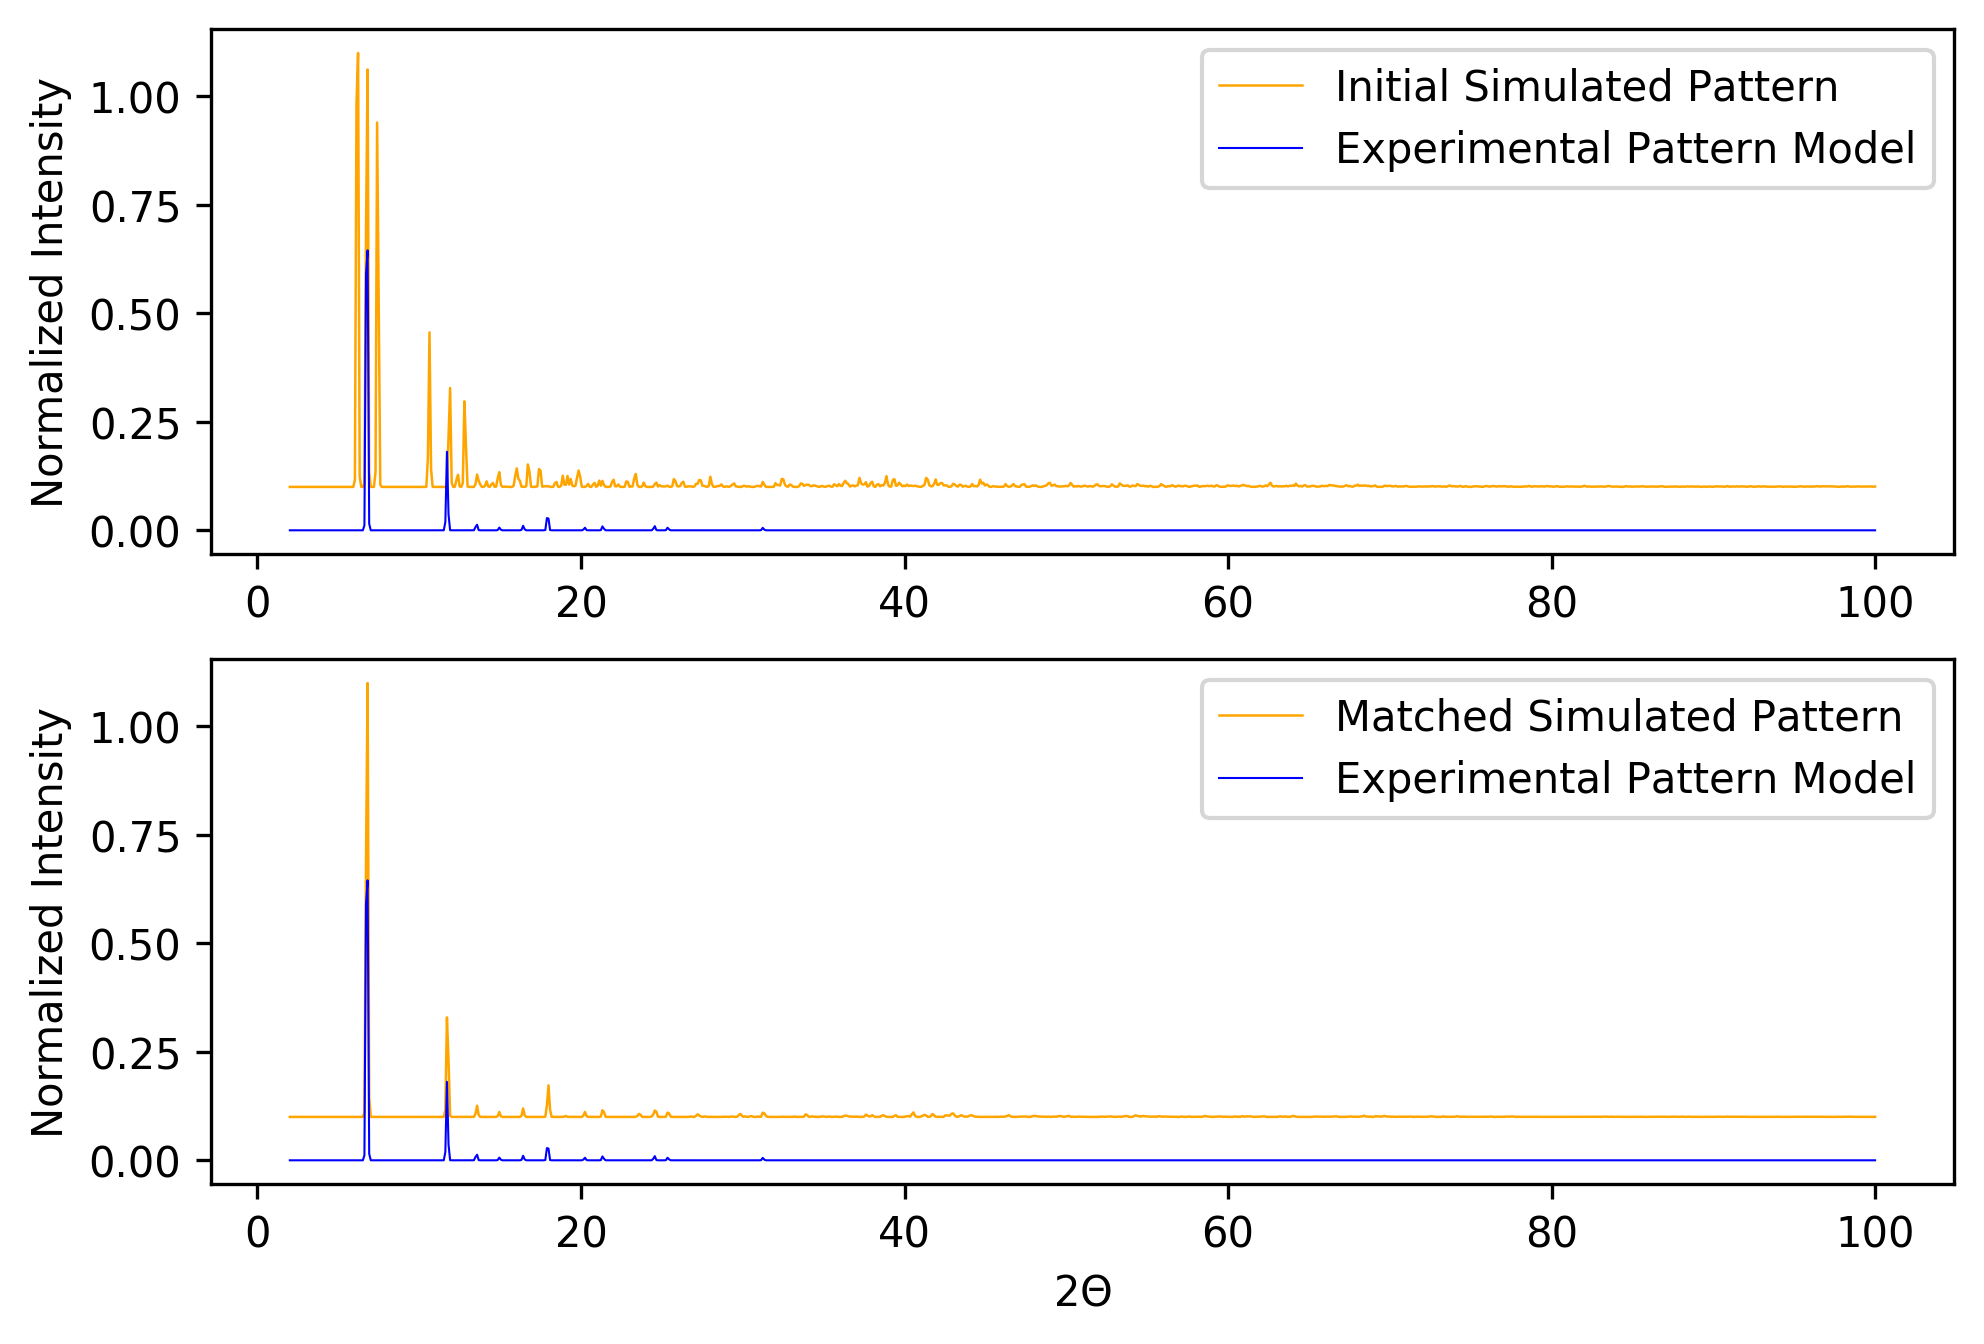 Normalized Intensity
1.00
0.75
0.50
0.25
0.00
Initial Simulated Pattern
Experimental Pattern Model
0 20 40 60 80 100
Normalized Intensity
1.00
0.75
0.50
0.25
0.00
Matched Simulated Pattern
Experimental Pattern Model
0 20 40 60 80 100
2Θ